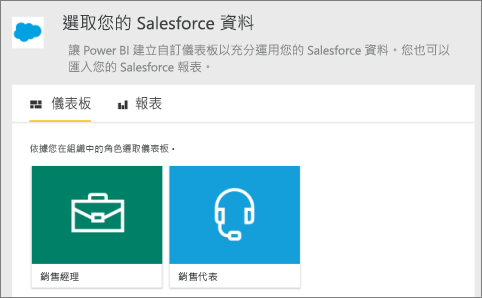 選取您的 Salesforce 資料
讓 Power BI 建立自訂儀表板以充分運用您的 Salesforce 資料。您也可以
匯入您的 Salesforce 報表。
儀表板 報表
依據您在組織中的角色選取儀表板。
銷售經理 銷售代表